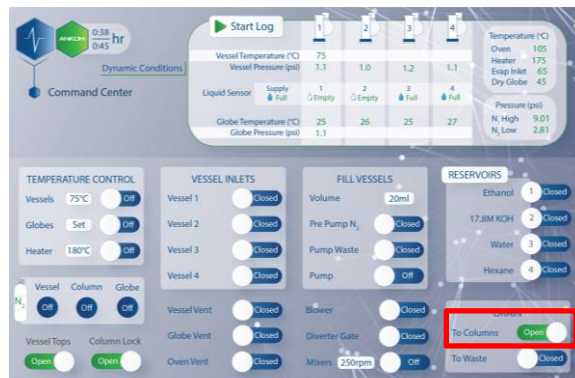 0:38
0:45 hr
ANKOM
Start Log
1 2 3 4
Temperature (°C)
Oven 105
Heater 175
Evap Inlet 65
Dry Globe 45
Dynamic Conditions
Vessel Temperature (°C) 75
Vessel Pressure (psi) 1.1 1.0 1.2 1.1
Command Center
Liquid Sensor Supply Full 1 Empty 2 Empty 3 Full 4 Full
Pressure (psi)
N2 High 9.01
N2 Low 2.81
Globe Temperature (°C) 25 26 25 27
Globe Pressure (psi) 1.1
TEMPERATURE CONTROL
Vessels 75°C Off
Globes Set Off
Heater 180°C Off
VESSEL INLETS
Vessel 1 Closed
Vessel 2 Closed
Vessel 3 Closed
Vessel 4 Closed
FILL VESSELS
Volume 20ml
Pre Pump N2 Closed
Pump Waste Closed
Pump Off
RESERVOIRS
Ethanol 1 Closed
17.8M KOH 2 Closed
Water 3 Closed
Hexane 4 Closed
Vessel Column Globe
N2 Off Off Off
Vessel Tops Column Lock
Open Open
Vessel Vent Closed
Globe Vent Closed
Oven Vent Closed
Blower Closed
Diverter Gate Closed
Mixers 250rpm Off
DRAIN
To Columns Open
To Waste Closed